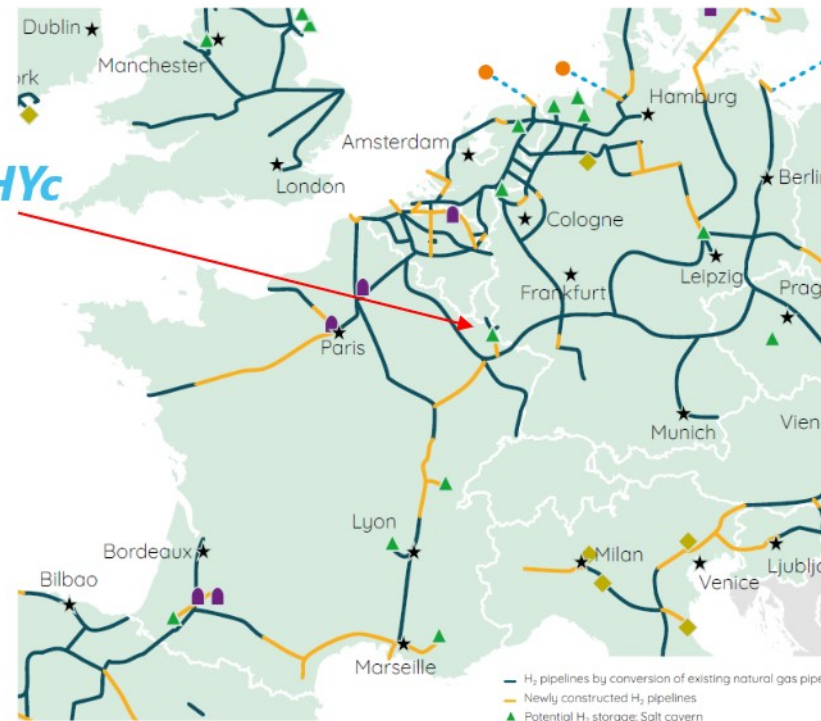 Dublin
Manchester
ork
Hamburg
Amsterdam
London
Berlin
HYc
Cologne
Leipzig
Frankfurt
Prag
Paris
Munich
Vien
Lyon
Bordeaux
Milan
Ljublja
Bilbao
Venice
Marseille
H₂ pipelines by conversion of existing natural gas pipe
Newly constructed H₂ pipelines
Potential H₂ storage: Salt cavern